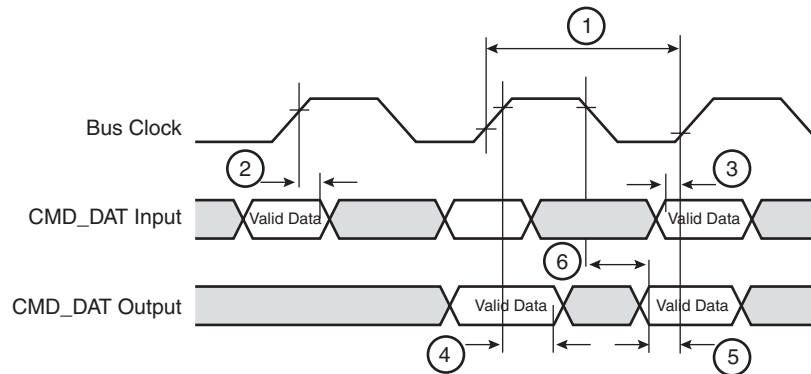 1
Bus Clock
2
3
CMD_DAT Input
Valid Data
Valid Data
6
CMD_DAT Output
Valid Data
Valid Data
4
5